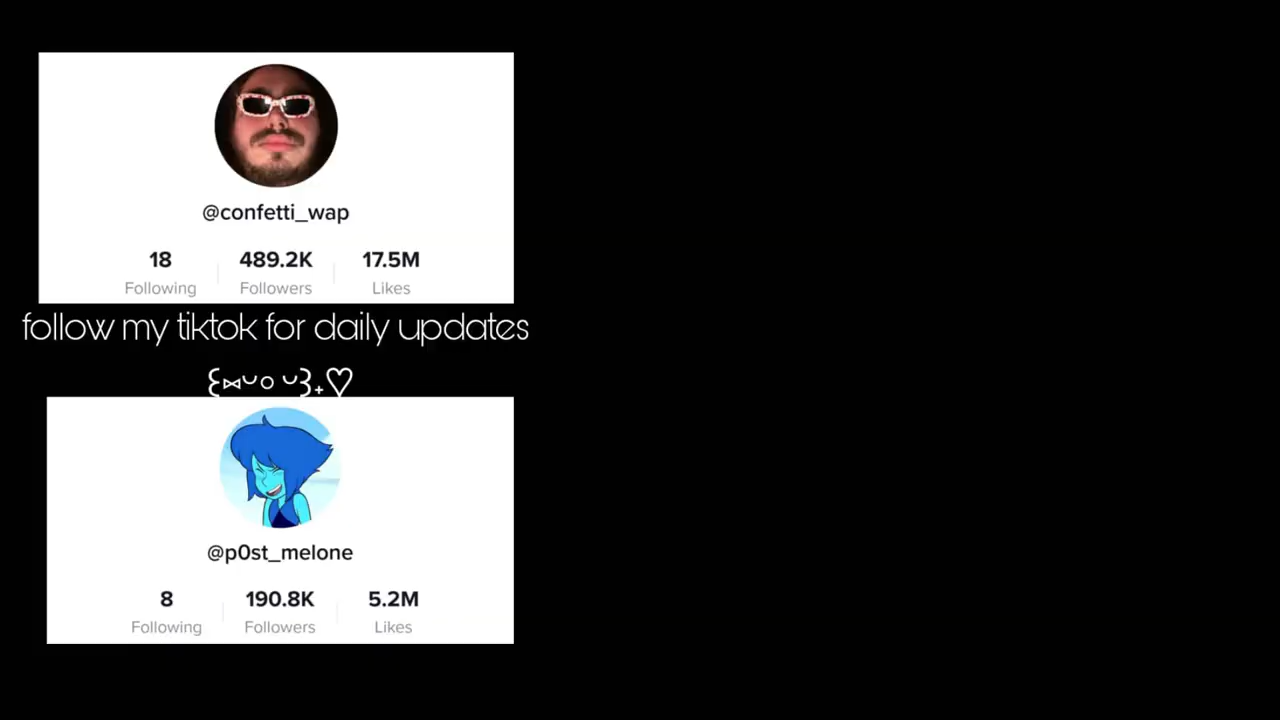 @confetti_wap
18 489.2K 17.5M
Following Followers Likes
follow my tiktok for daily updates
꒰⑅ᵕ༚ᵕ꒱˖♡
@p0st_melone
8 190.8K 5.2M
Following Followers Likes